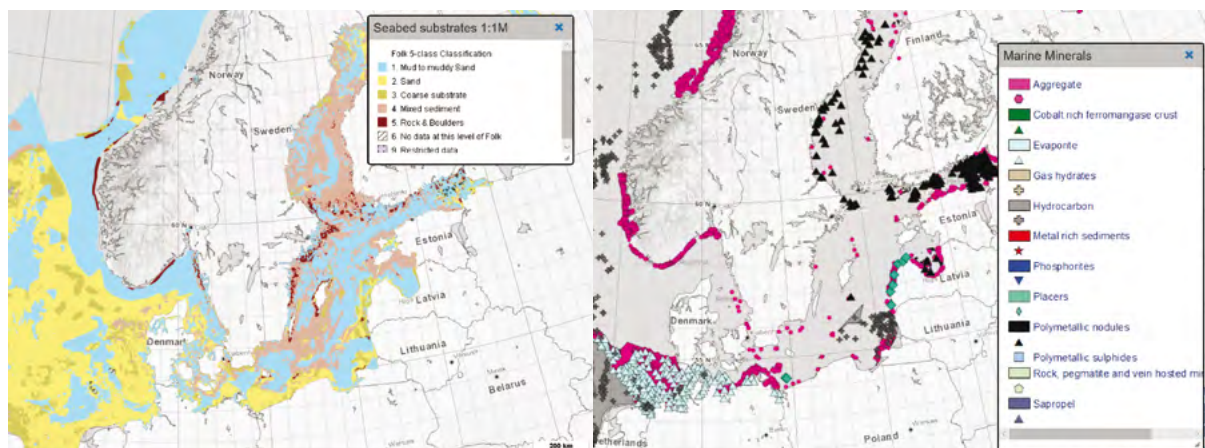 Seabed substrates 1:1M
Folk 5-class Classification
1. Mud to muddy Sand
2. Sand
3. Coarse substrate
4. Mixed sediment
5. Rock & Boulders
6. No data at this level of Folk
9. Restricted data
Norway
Sweden
60 N
Estonia
Latvia
Denmark
Lithuania
Belarus
200 km
Marine Minerals
Aggregate
Cobalt rich ferromangase crust
Evaporite
Gas hydrates
Hydrocarbon
Metal rich sediments
Phosphorites
Placers
Polymetallic nodules
Polymetallic sulphides
Rock, pegmatite and vein hosted mi
Sapropel
Finland
Norway
Sweden
60 N
Estonia
Latvia
Denmark
Lithuania
55 N
Poland